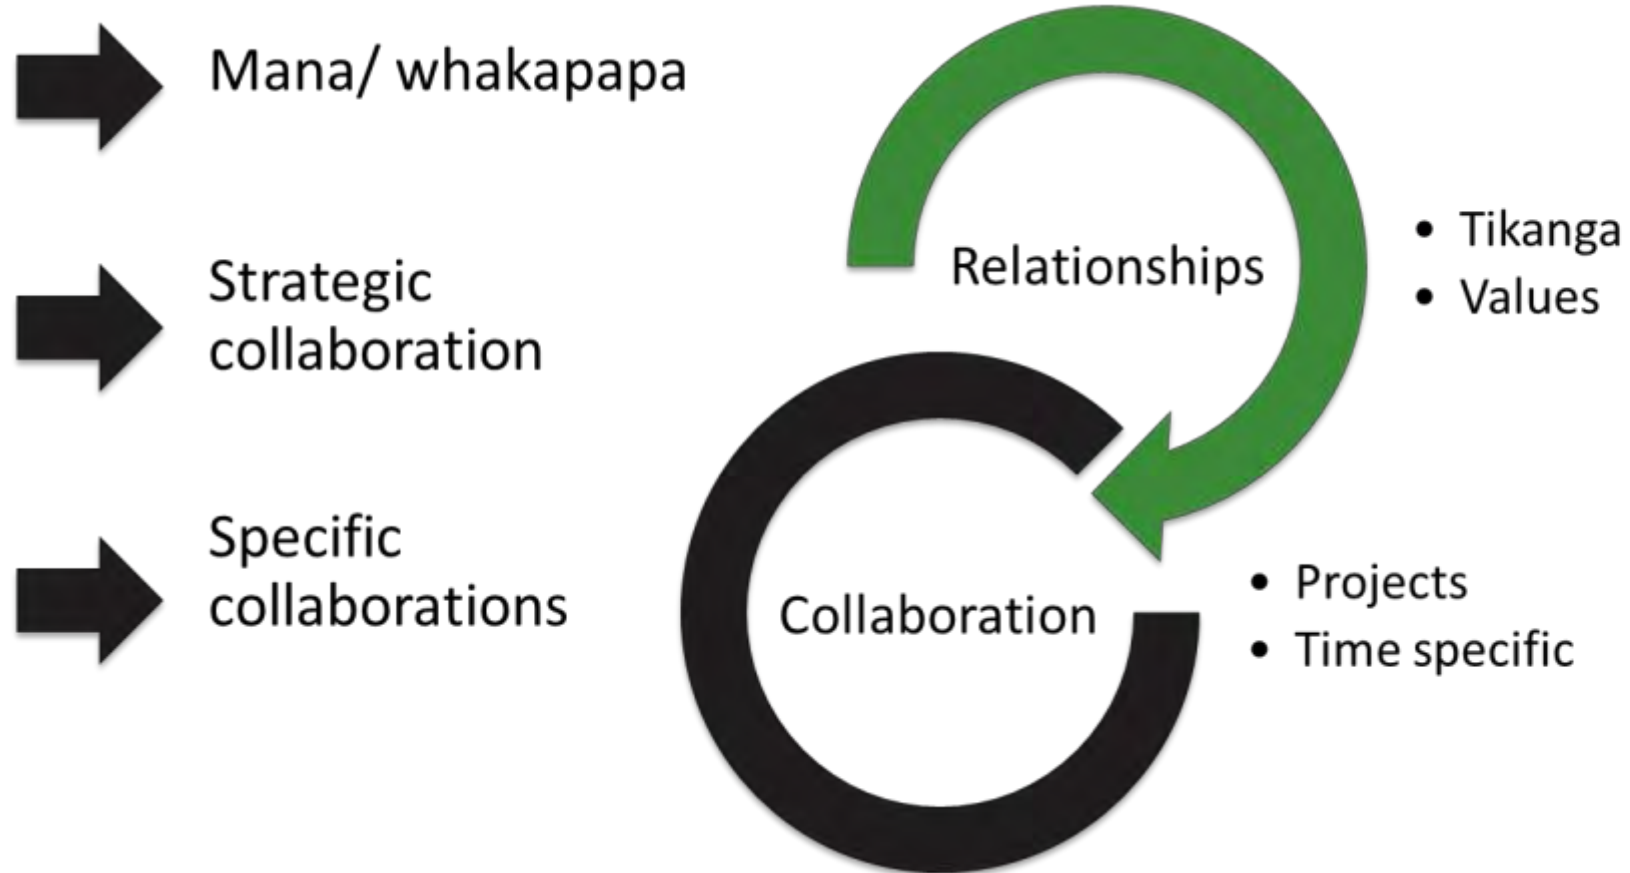 Mana/ whakapapa
Strategic
collaboration
Specific
collaborations
Relationships
• Tikanga
• Values
Collaboration
• Projects
• Time specific